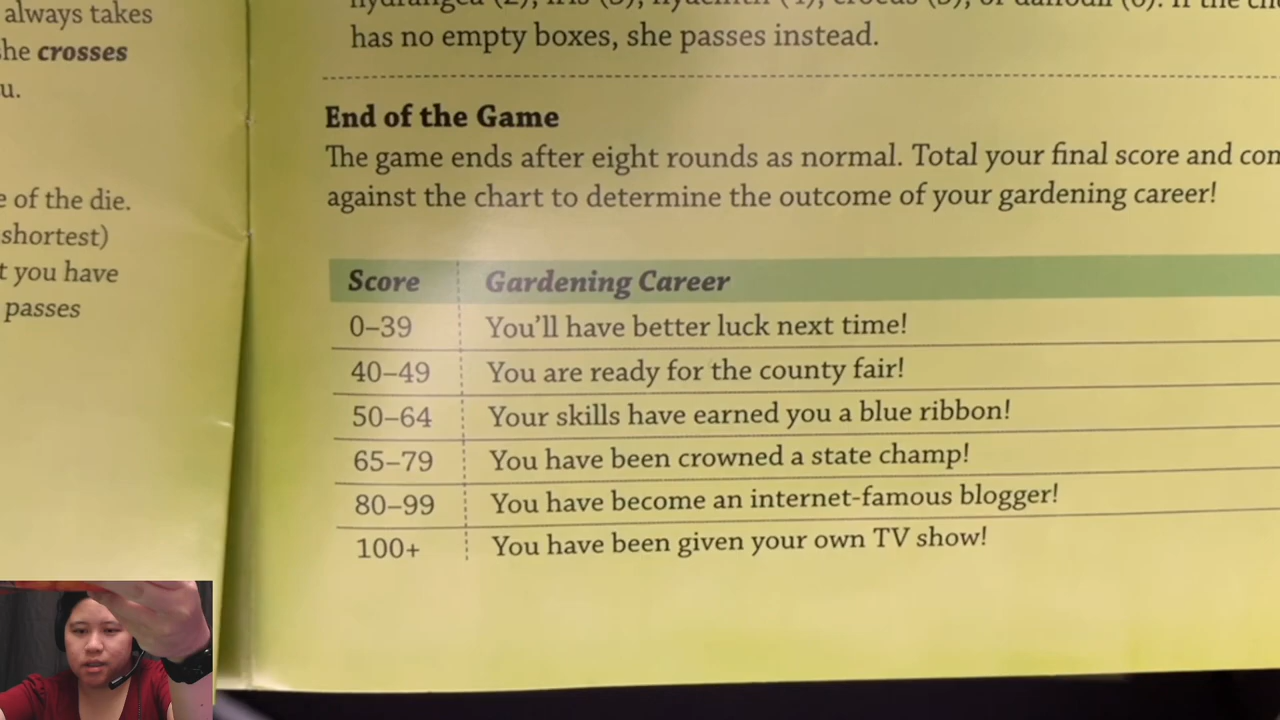 always takes
she crosses
u.
e of the die.
shortest)
t you have
passes
has no empty boxes, she passes instead.
End of the Game
The game ends after eight rounds as normal. Total your final score and
against the chart to determine the outcome of your gardening career!
Score Gardening Career
0–39 You'll have better luck next time!
40–49 You are ready for the county fair!
50–64 Your skills have earned you a blue ribbon!
65–79 You have been crowned a state champ!
80–99 You have become an internet-famous blogger!
100+ You have been given your own TV show!